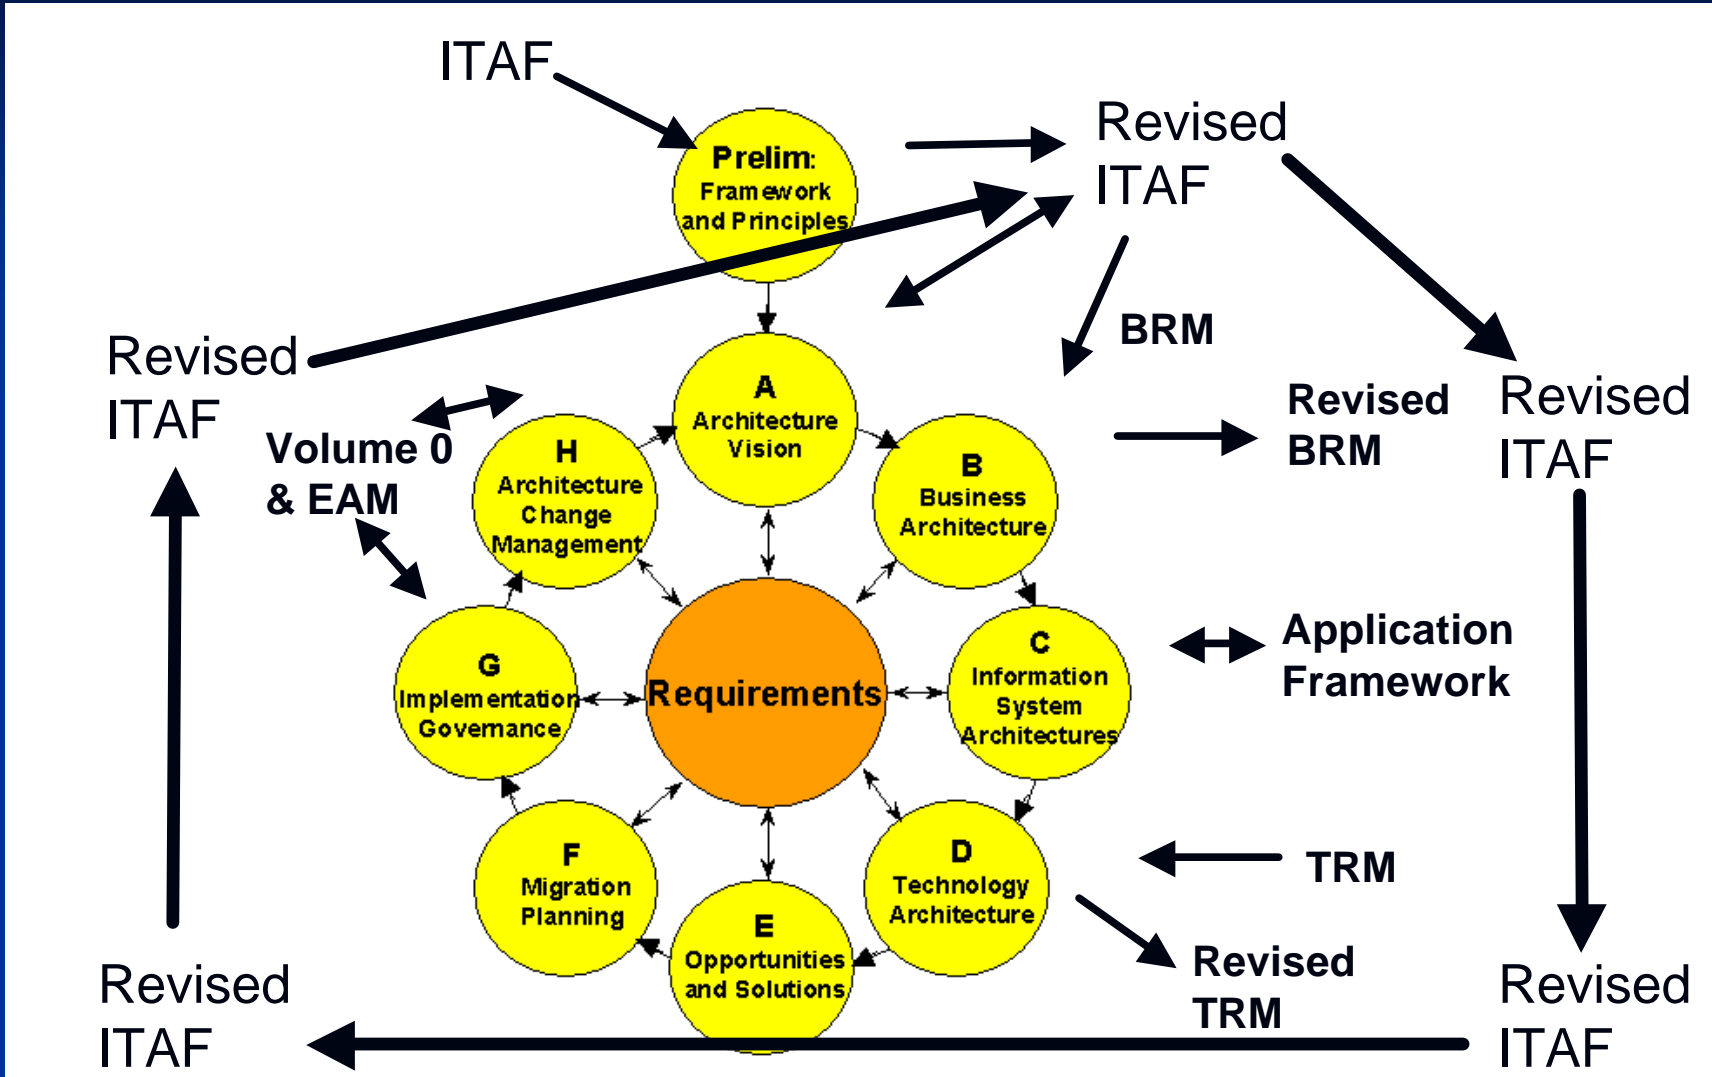 ITAF
Prelim:
Framework
and Principles
Revised
ITAF
BRM
Revised
ITAF
A
Architecture
Vision
Revised
BRM
Revised
ITAF
Volume 0
& EAM
H
Architecture
Change
Management
B
Business
Architecture
G
Implementation
Governance
Requirements
C
Information
System
Architectures
Application
Framework
F
Migration
Planning
D
Technology
Architecture
TRM
E
Opportunities
and Solutions
Revised
TRM
Revised
ITAF
Revised
ITAF